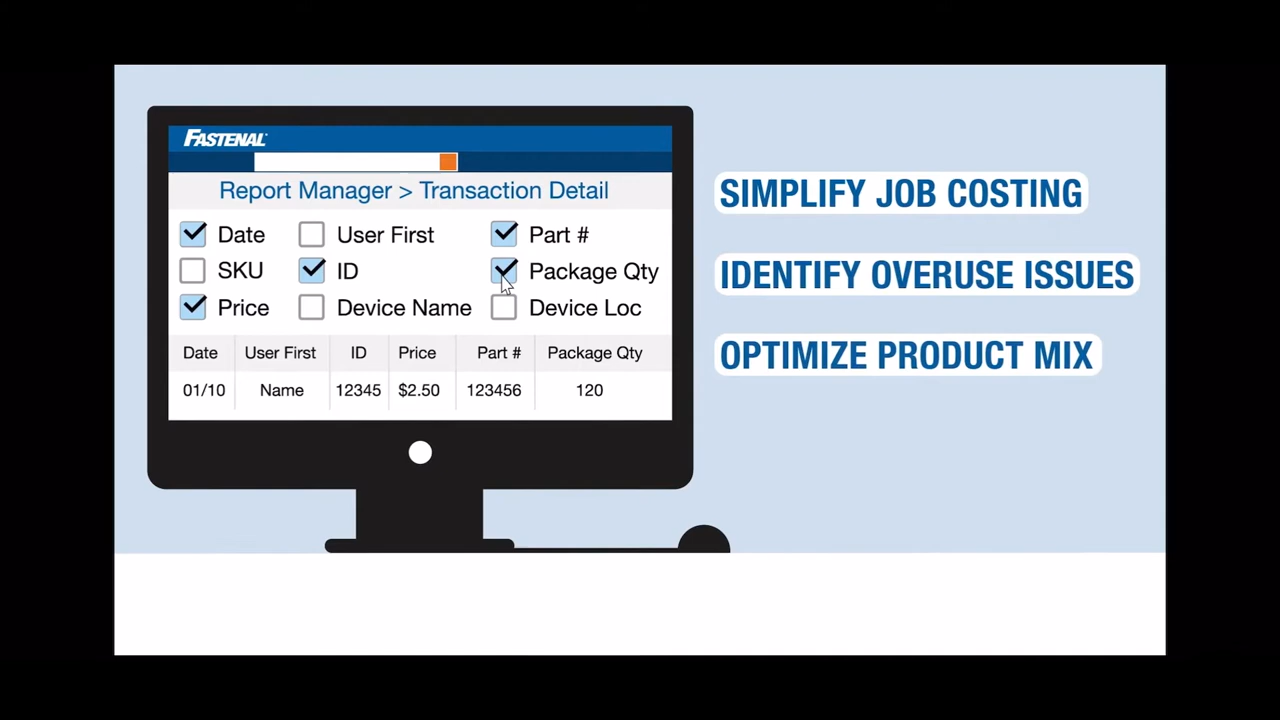 FASTENAL
Report Manager > Transaction Detail
Date User First Part #
SKU ID Package Qty
Price Device Name Device Loc
Date User First ID Price Part # Package Qty
01/10 Name 12345 $2.50 123456 120
SIMPLIFY JOB COSTING
IDENTIFY OVERUSE ISSUES
OPTIMIZE PRODUCT MIX